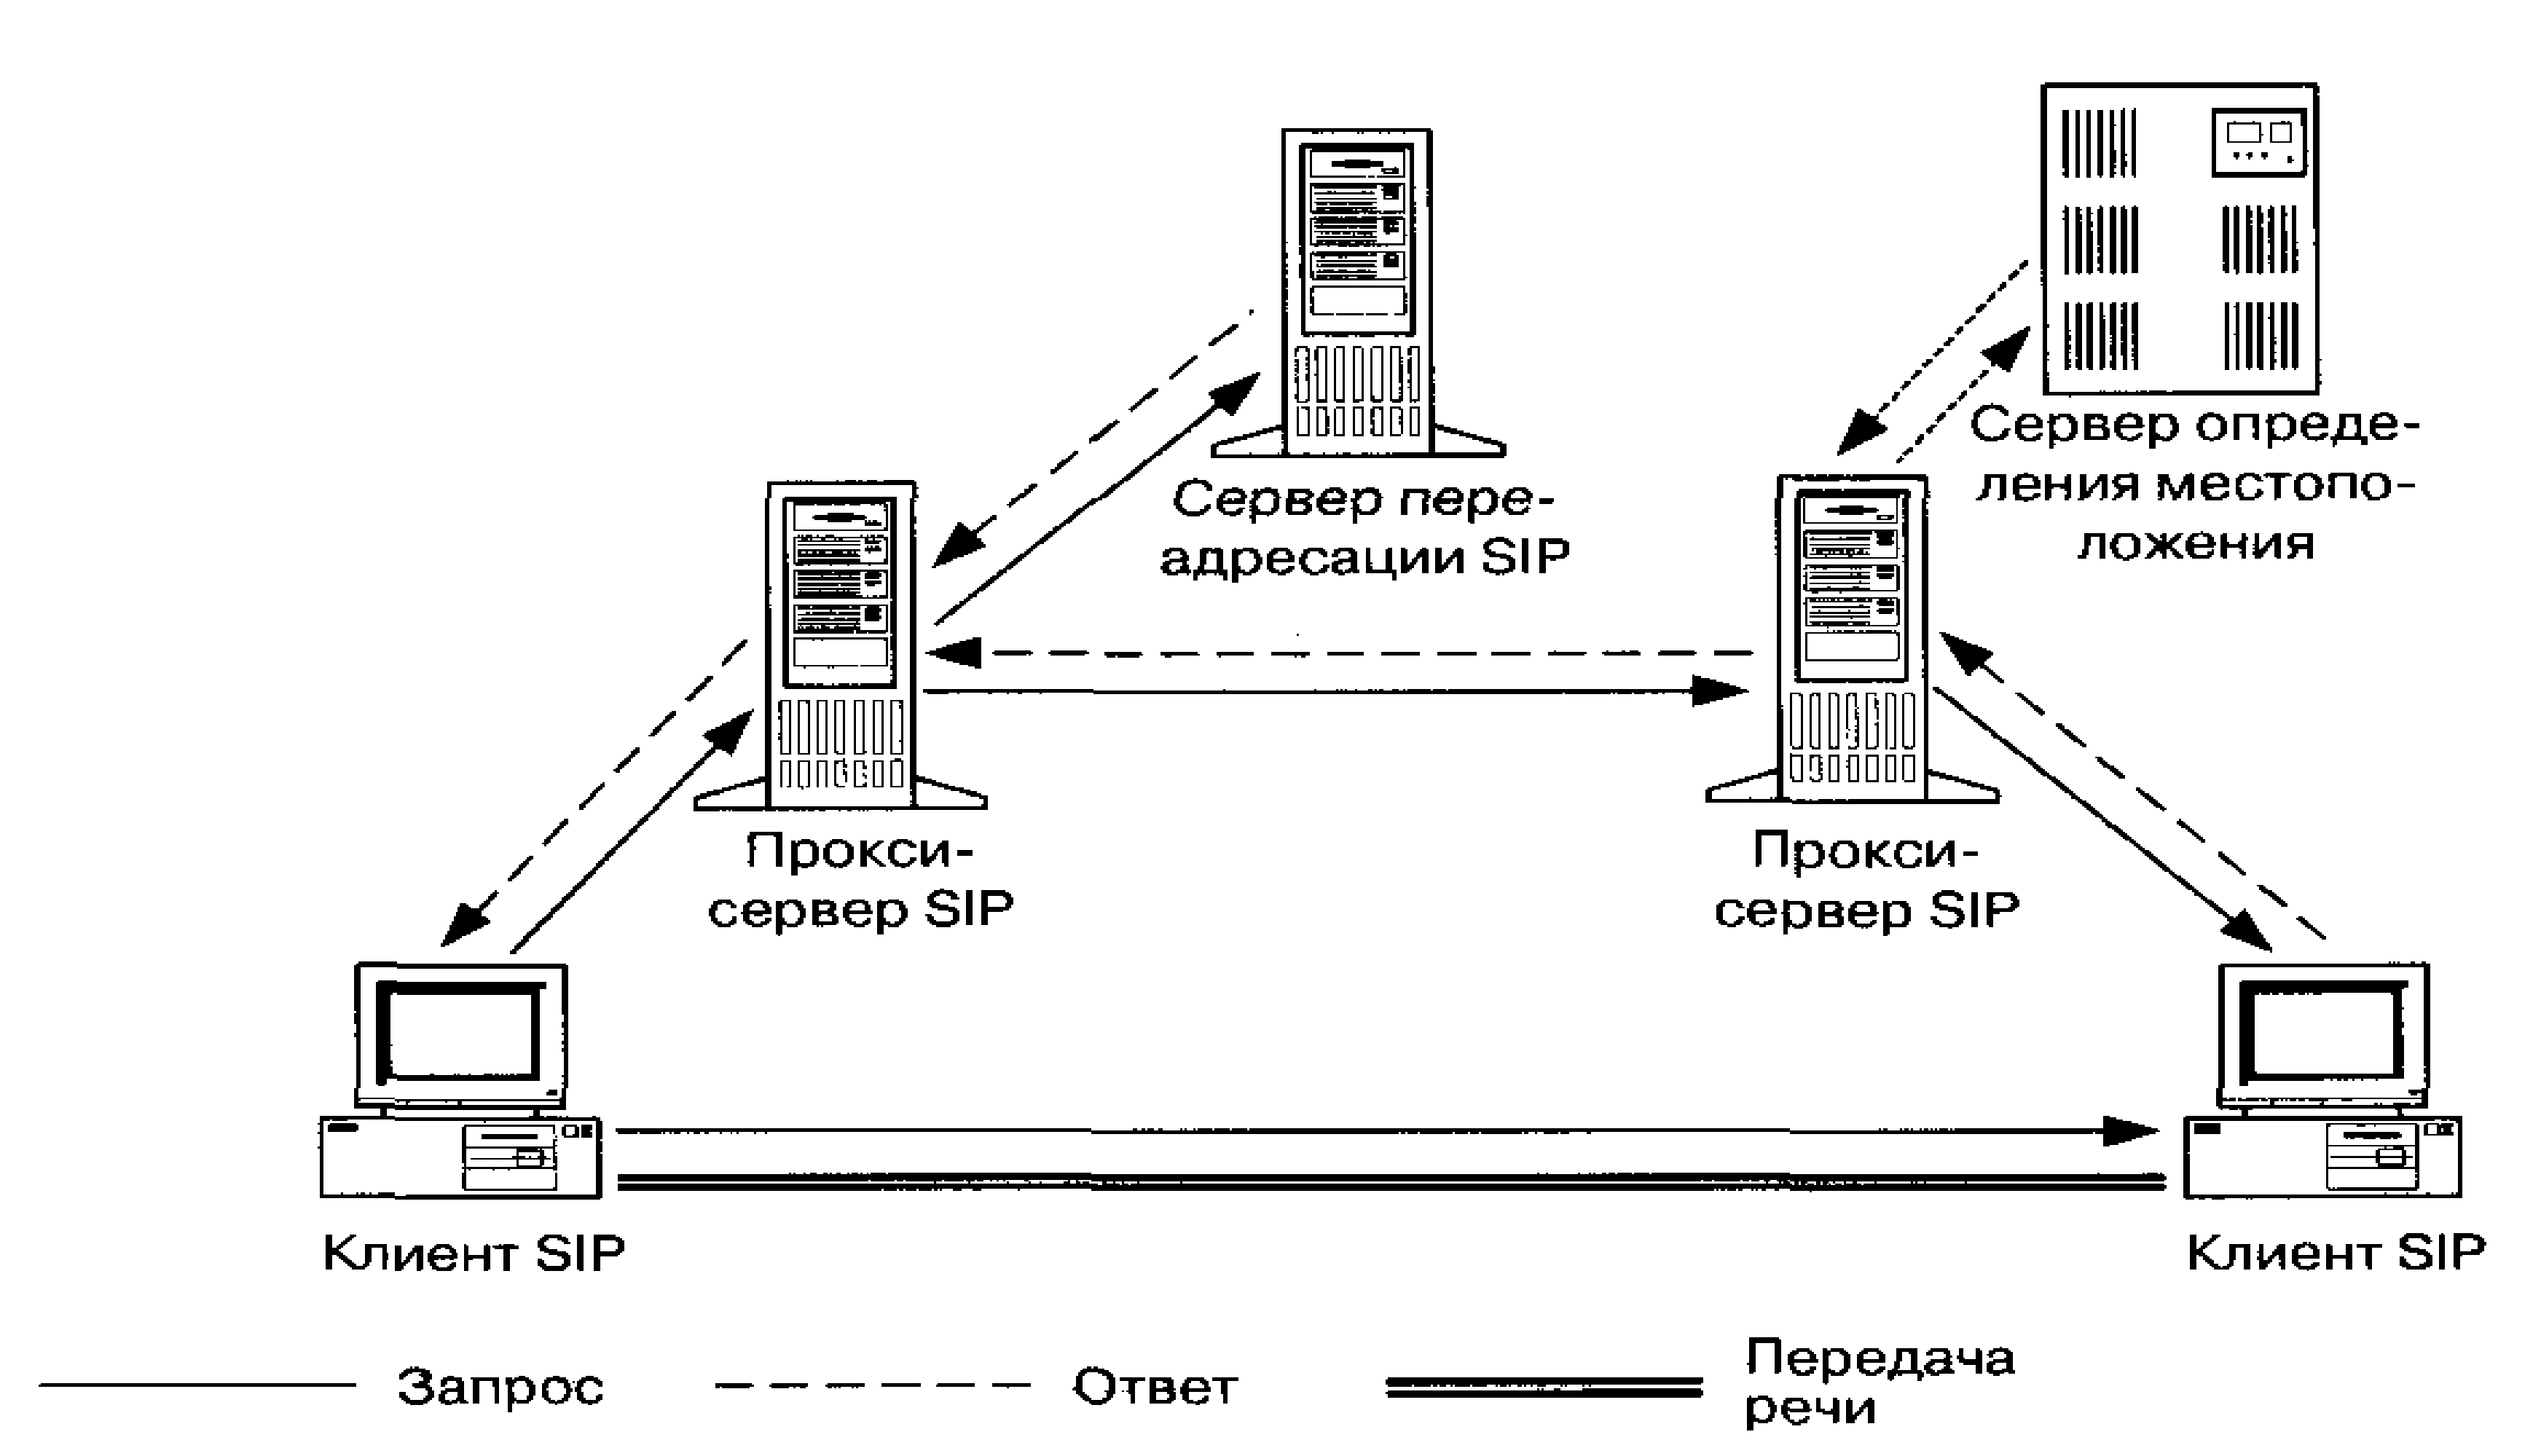 Сервер опреде-
ления местопо-
ложения
Сервер пере-
адресации SIP
Прокси-
сервер SIP
Прокси-
сервер SIP
Клиент SIP
Клиент SIP
Запрос
Ответ
Передача
речи